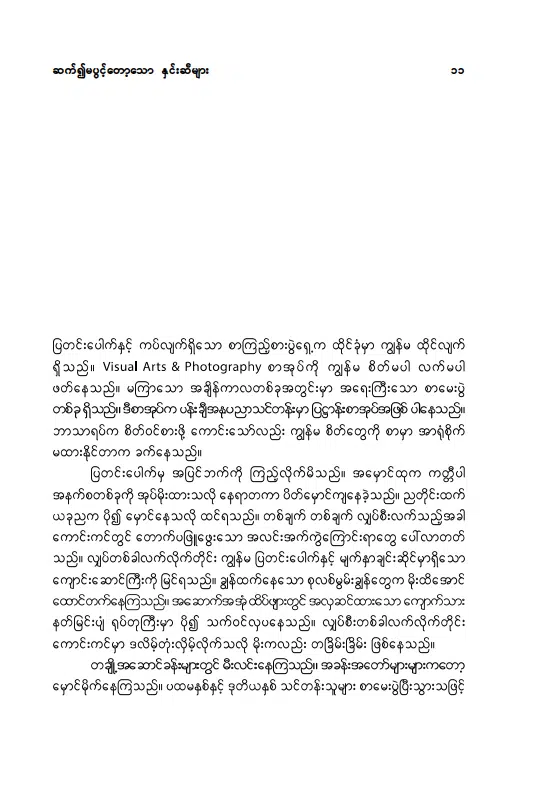 ဆက်၍မပွင့်တော့သော နှင်းဆီများ ၁၁
ပြတင်းပေါက်နှင့် ကပ်လျက်ရှိသော စာကြည့်စားပွဲရှေ့က ထိုင်ခုံမှာ ကျွန်မ ထိုင်လျက်
ရှိသည်။ Visual Arts & Photography စာအုပ်ကို ကျွန်မ စိတ်မပါ လက်မပါ
ဖတ်နေသည်။ မကြာသော အချိန်ကာလတစ်ခုအတွင်းမှာ အရေးကြီးသော စာမေးပွဲ
တစ်ခု ရှိသည်။ ဒီစာအုပ်က ပန်းချီအနုပညာသင်တန်းမှာ ပြဋ္ဌာန်းစာအုပ်အဖြစ် ပါနေသည်။
ဘာသာရပ်က စိတ်ဝင်စားဖို့ ကောင်းသော်လည်း ကျွန်မ စိတ်တွေကို စာမှာ အာရုံစိုက်
မထားနိုင်တာက ခက်နေသည်။
ပြတင်းပေါက်မှ အပြင်ဘက်ကို ကြည့်လိုက်မိသည်။ အမှောင်ထုက ကတ္တီပါ
အနက်စတစ်ခုကို အုပ်မိုးထားသလို နေရာတကာ ပိတ်မှောင်ကျနေခဲ့သည်။ ညတိုင်းထက်
ယခုညက ပို၍ မှောင်နေသလို ထင်ရသည်။ တစ်ချက် တစ်ချက် လျှပ်စီးလက်သည့်အခါ
ကောင်းကင်တွင် တောက်ပဖြူဖွေးသော အလင်းအက်ကွဲကြောင်းရာတွေ ပေါ်လာတတ်
သည်။ လျှပ်တစ်ခါလက်လိုက်တိုင်း ကျွန်မ ပြတင်းပေါက်နှင့် မျက်နှာချင်းဆိုင်မှာရှိသော
ကျောင်းဆောင်ကြီးကို မြင်ရသည်။ ချွန်ထက်နေသော စုလစ်မွမ်းချွန်တွေက မိုးထိအောင်
ထောင်တက်နေကြသည်။ အဆောက်အအုံ ထိပ်ဖျားတွင် အလှဆင်ထားသော ကျောက်သား
နတ်မြင်းပျံ ရုပ်တုကြီးမှာ ပို၍ သက်ဝင်လှပနေသည်။ လျှပ်စီးတစ်ခါလက်လိုက်တိုင်း
ကောင်းကင်မှာ ဒလိမ့်တုံးလှိမ့်လိုက်သလို မိုးကလည်း တခြိမ်းခြိမ်း ဖြစ်နေသည်။
တချို့အဆောင်ခန်းများတွင် မီးလင်းနေကြသည်။ အခန်းအတော်များများကတော့
မှောင်မိုက်နေကြသည်။ ပထမနှစ်နှင့် ဒုတိယနှစ် သင်တန်းသူများ စာမေးပွဲပြီးသွားသဖြင့်